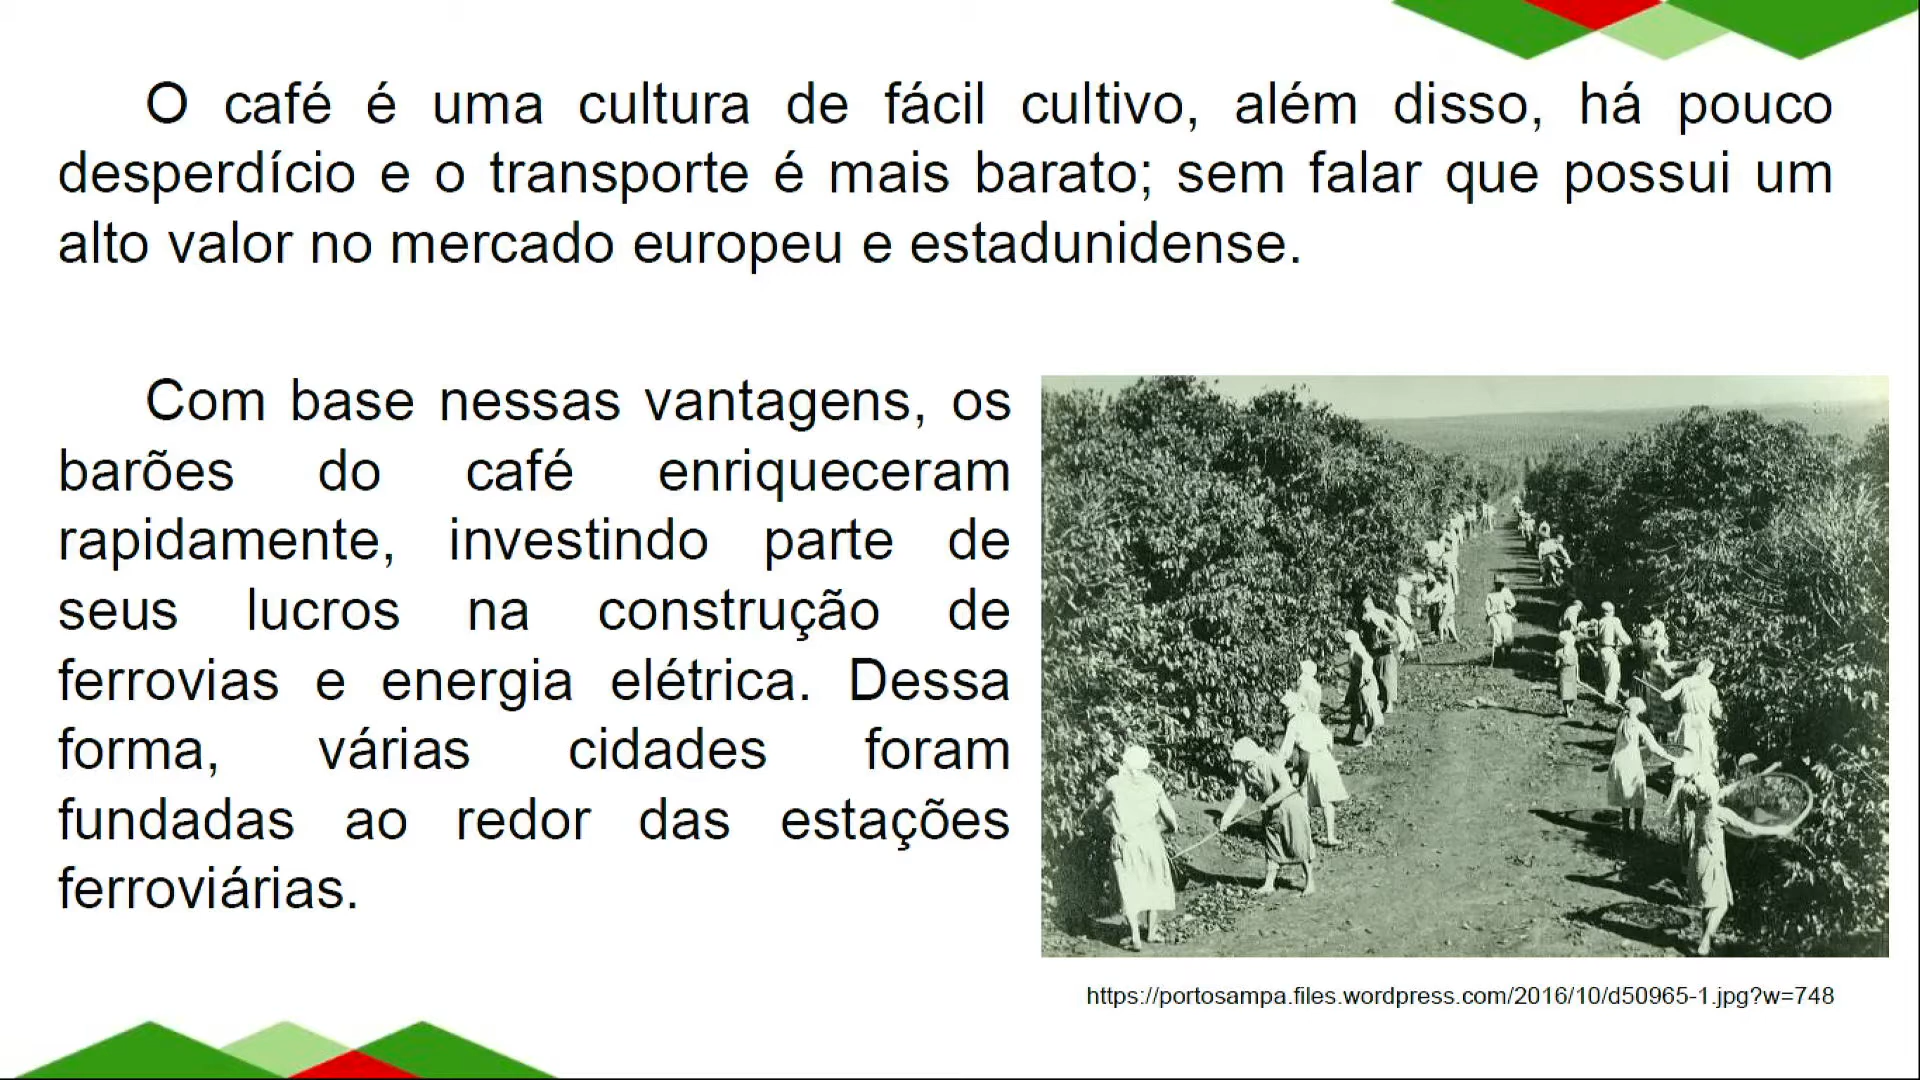 O café é uma cultura de fácil cultivo, além disso, há pouco
desperdício e o transporte é mais barato; sem falar que possui um
alto valor no mercado europeu e estadunidense.
Com base nessas vantagens, os
barões do café enriqueceram
rapidamente, investindo parte de
seus lucros na construção de
ferrovias e energia elétrica. Dessa
forma, várias cidades foram
fundadas ao redor das estações
ferroviárias.
https://portosampa.files.wordpress.com/2016/10/d50965-1.jpg?w=748